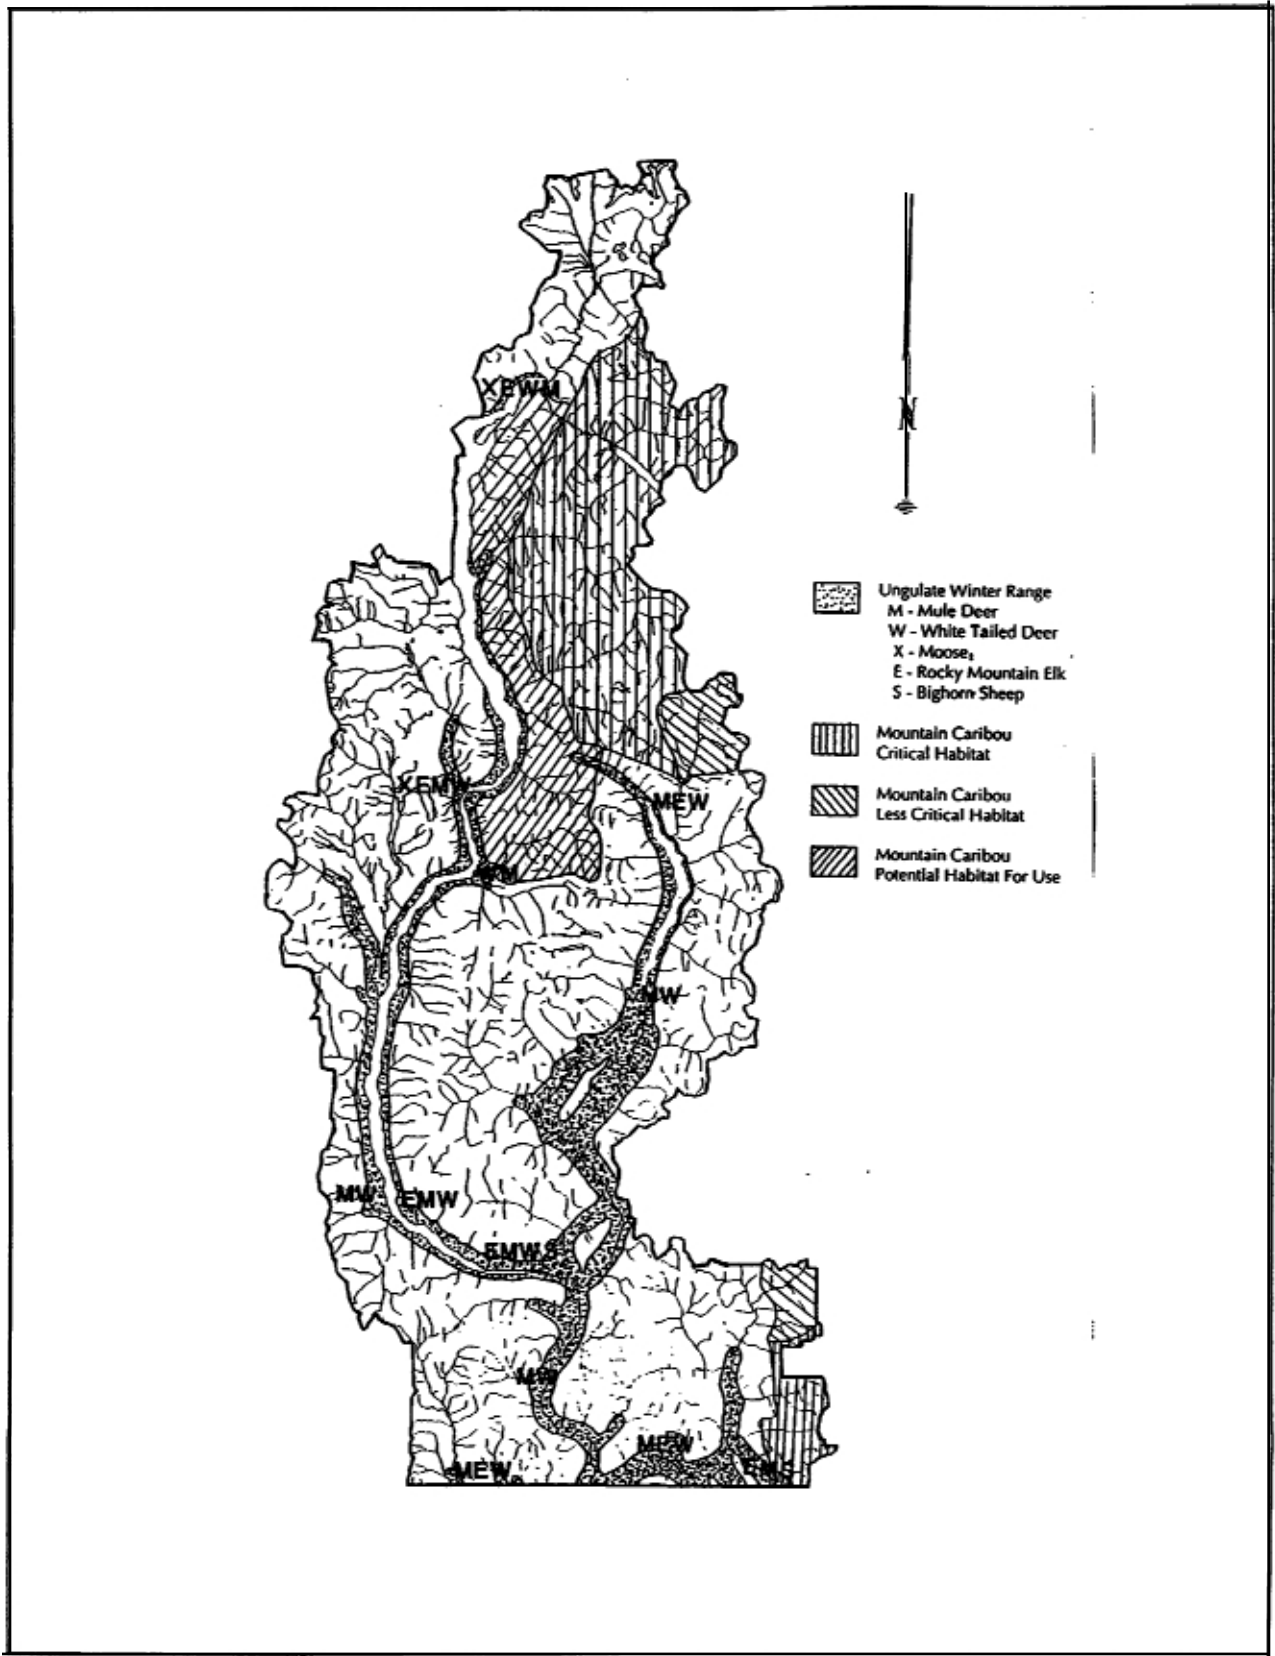 XEWM
N
Ungulate Winter Range
M - Mule Deer
W - White Tailed Deer
X - Moose
E - Rocky Mountain Elk
S - Bighorn Sheep
Mountain Caribou
Critical Habitat
XEMW
MEW
Mountain Caribou
Less Critical Habitat
Mountain Caribou
Potential Habitat For Use
MW
MW
EMW
EMWS
MW
MEW
MEW